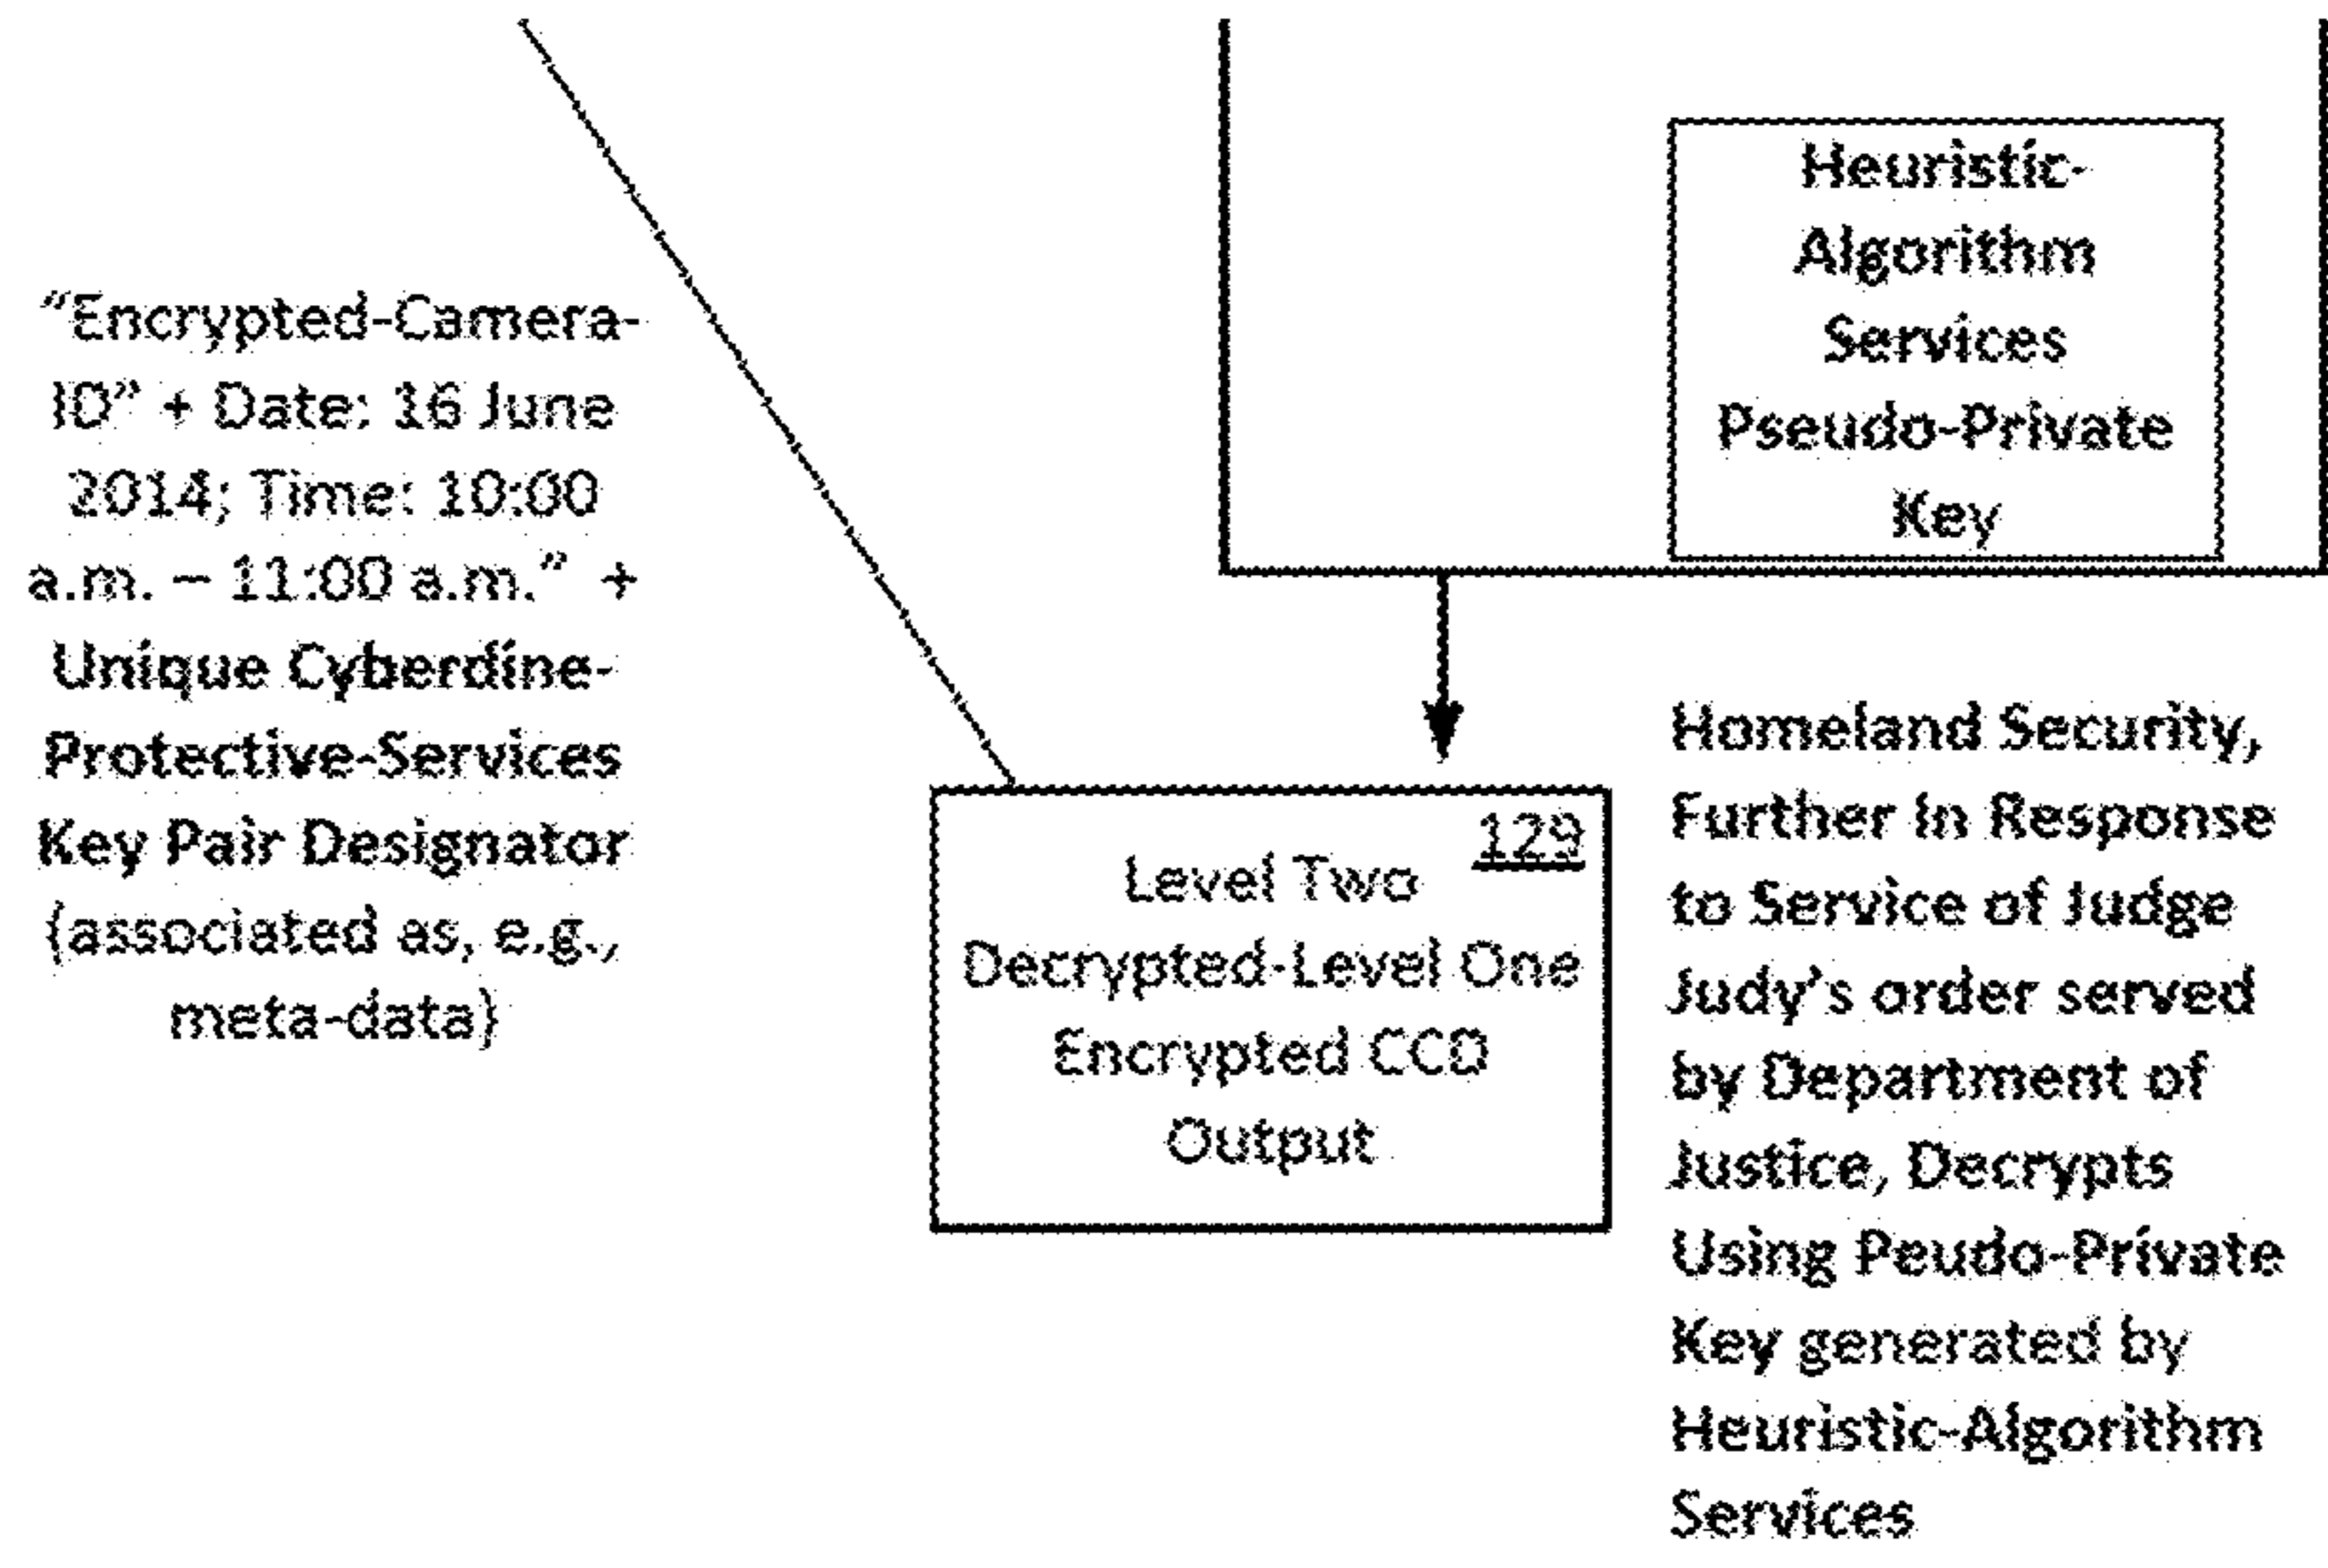 Heuristic-
Algorithm
Services
Pseudo-Private
Key
"Encrypted-Camera-
ID" + Date: 16 June
2014; Time: 10:00
a.m. – 11:00 a.m." +
Unique Cyberdine-
Protective-Services
Key Pair Designator
(associated as, e.g.,
meta-data)
129
Level Two
Decrypted-Level One
Encrypted CCD
Output
Homeland Security,
Further In Response
to Service of Judge
Judy's order served
by Department of
Justice, Decrypts
Using Peudo-Private
Key generated by
Heuristic-Algorithm
Services